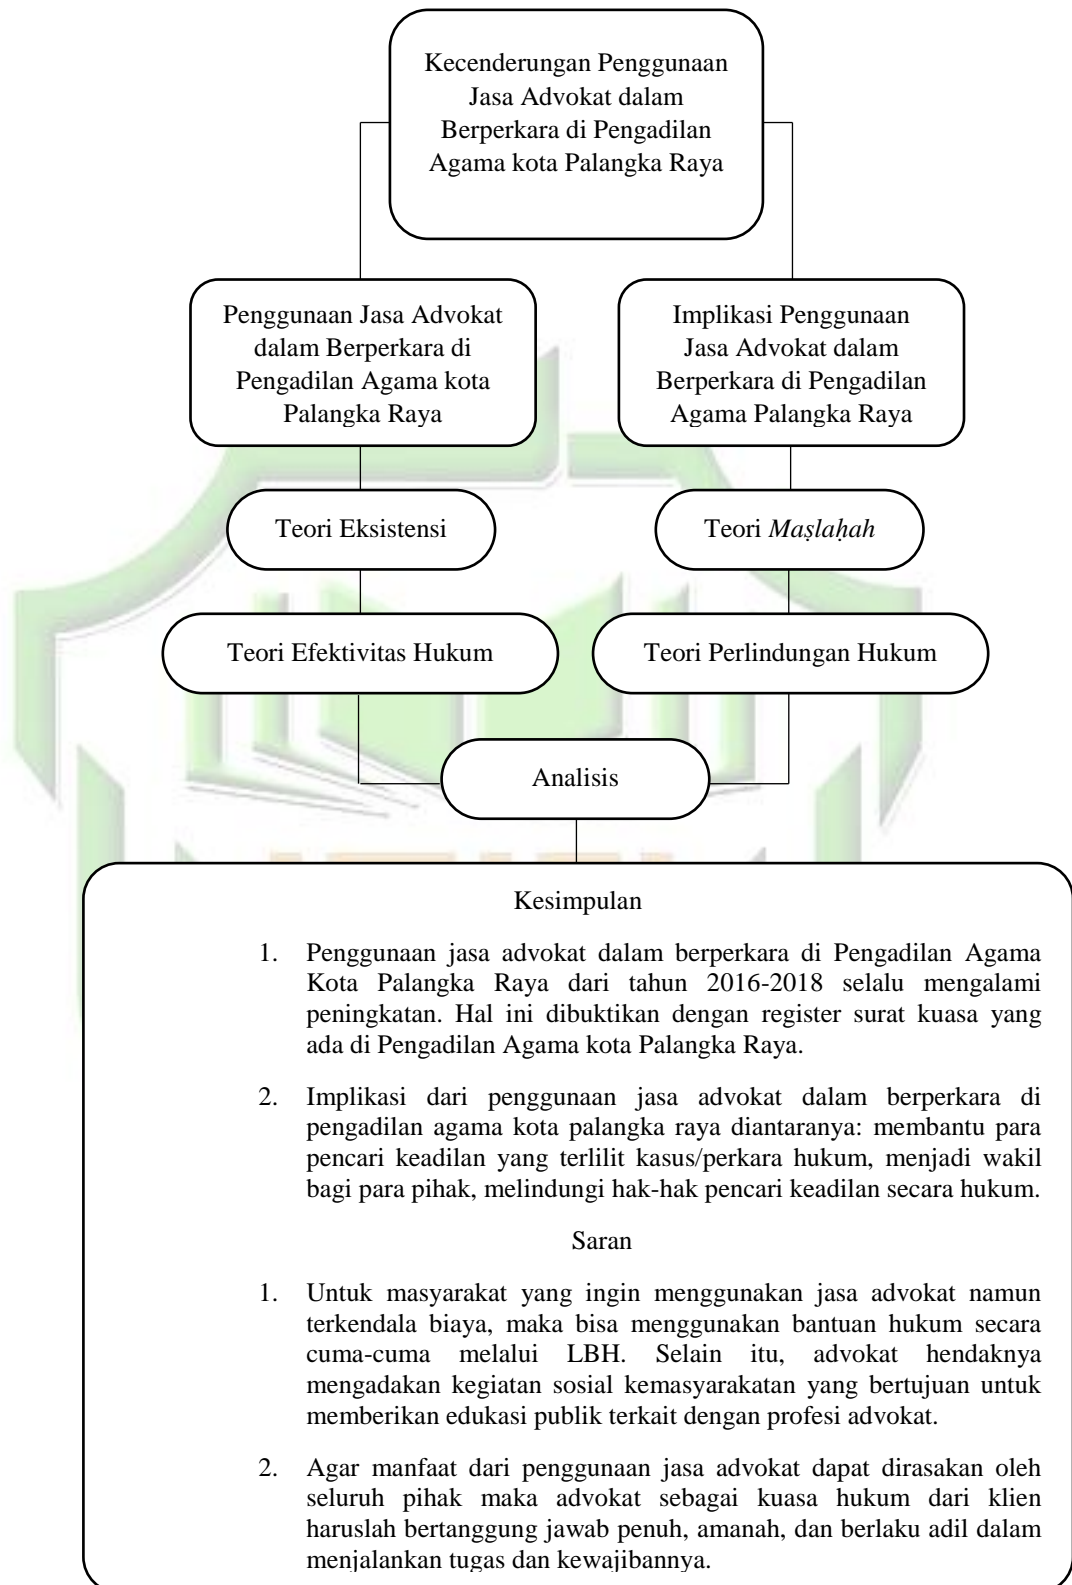 Kecenderungan Penggunaan
Jasa Advokat dalam
Berperkara di Pengadilan
Agama kota Palangka Raya
Penggunaan Jasa Advokat
dalam Berperkara di
Pengadilan Agama kota
Palangka Raya
Implikasi Penggunaan
Jasa Advokat dalam
Berperkara di Pengadilan
Agama Palangka Raya
Teori Eksistensi
Teori Maṣlaḥah
Teori Efektivitas Hukum
Teori Perlindungan Hukum
Analisis
Kesimpulan
1. Penggunaan jasa advokat dalam berperkara di Pengadilan Agama
Kota Palangka Raya dari tahun 2016-2018 selalu mengalami
peningkatan. Hal ini dibuktikan dengan register surat kuasa yang
ada di Pengadilan Agama kota Palangka Raya.
2. Implikasi dari penggunaan jasa advokat dalam berperkara di
pengadilan agama kota palangka raya diantaranya: membantu para
pencari keadilan yang terlilit kasus/perkara hukum, menjadi wakil
bagi para pihak, melindungi hak-hak pencari keadilan secara hukum.
Saran
1. Untuk masyarakat yang ingin menggunakan jasa advokat namun
terkendala biaya, maka bisa menggunakan bantuan hukum secara
cuma-cuma melalui LBH. Selain itu, advokat hendaknya
mengadakan kegiatan sosial kemasyarakatan yang bertujuan untuk
memberikan edukasi publik terkait dengan profesi advokat.
2. Agar manfaat dari penggunaan jasa advokat dapat dirasakan oleh
seluruh pihak maka advokat sebagai kuasa hukum dari klien
haruslah bertanggung jawab penuh, amanah, dan berlaku adil dalam
menjalankan tugas dan kewajibannya.